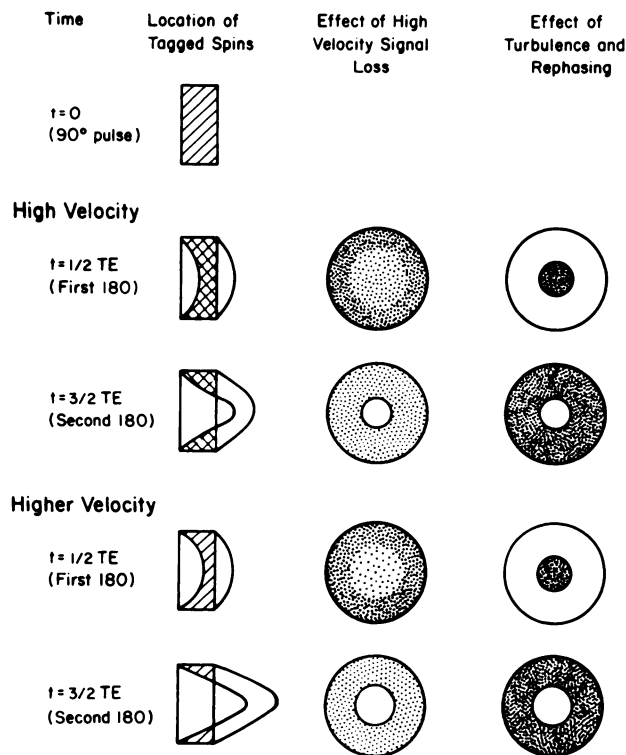 Time
Location of
Tagged Spins
Effect of High
Velocity Signal
Loss
Effect of
Turbulence and
Rephasing
t=0
(90° pulse)
High Velocity
t=1/2 TE
(First 180)
t=3/2 TE
(Second 180)
Higher Velocity
t=1/2 TE
(First 180)
t=3/2 TE
(Second 180)